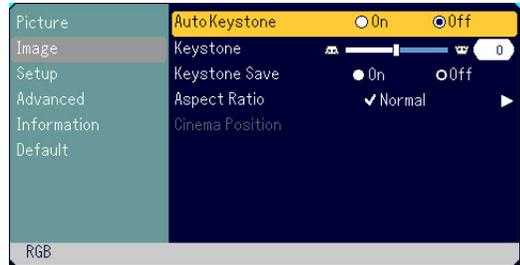 Picture
Image
Setup
Advanced
Information
Default
Auto Keystone On Off
Keystone 0
Keystone Save On Off
Aspect Ratio Normal
Cinema Position
RGB